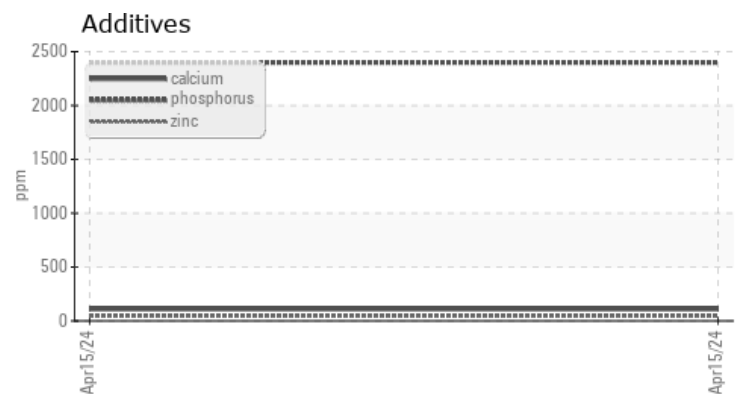 Additives
2500
2000
1500
1000
500
0
ppm
calcium
phosphorus
zinc
Apr15/24
Apr15/24